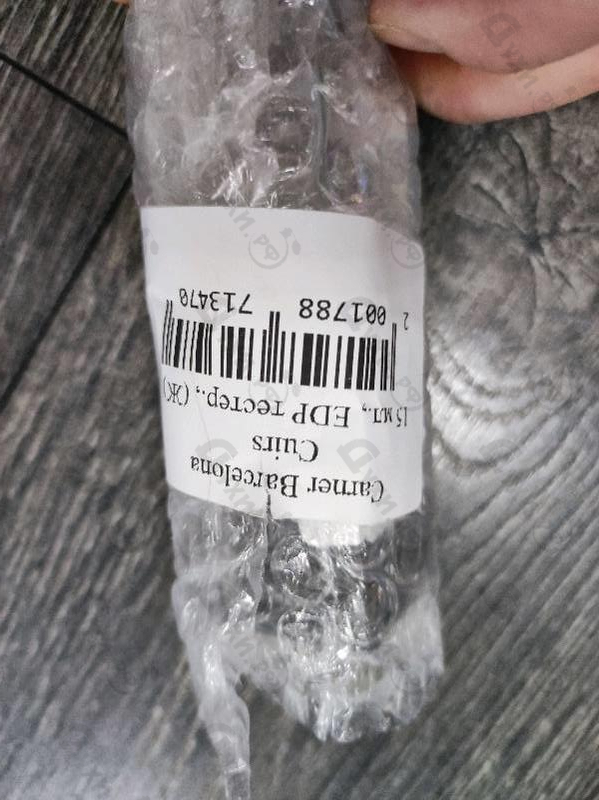 Carner Barcelona
Cuirs
15 мл., EDP тестер., (Ж)
2 001788 713470